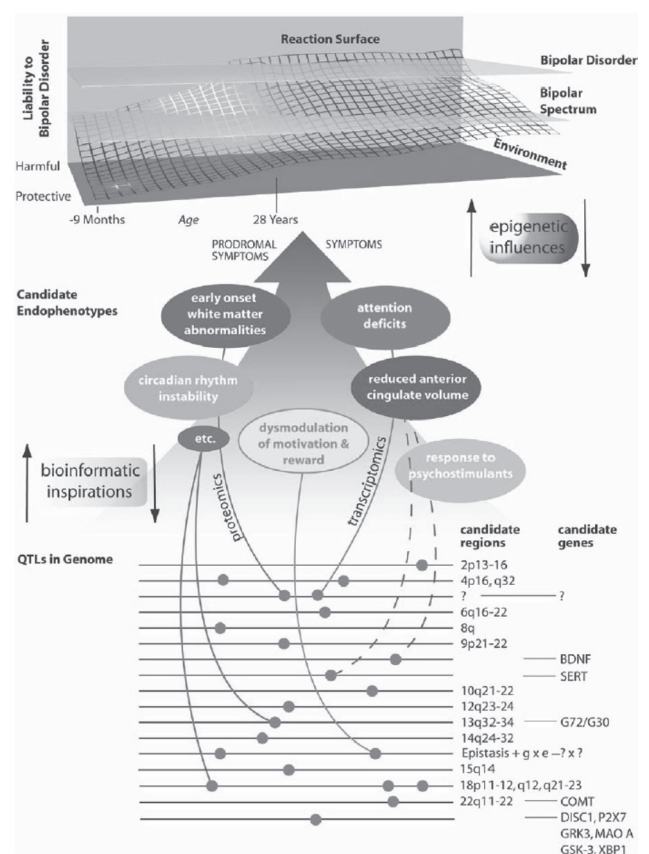 Reaction Surface
Liability to
Bipolar Disorder
Bipolar Disorder
Bipolar
Spectrum
Environment
Harmful
Protective
-9 Months
Age
28 Years
PRODROMAL
SYMPTOMS
SYMPTOMS
epigenetic
influences
Candidate
Endophenotypes
early onset
white matter
abnormalities
attention
deficits
circadian rhythm
instability
reduced anterior
cingulate volume
etc.
dysmodulation
of motivation &
reward
response to
psychostimulants
bioinformatic
inspirations
proteomics
transcriptomics
candidate
regions
candidate
genes
QTLs in Genome
2p13-16
4p16, q32
? ?
6q16-22
8q
9p21-22
BDNF
SERT
10q21-22
12q23-24
13q32-34 G72/G30
14q24-32
Epistasis + g x e –? x ?
15q14
18p11-12, q12, q21-23
22q11-22 COMT
DISC1, P2X7
GRK3, MAO A
GSK-3, XBP1